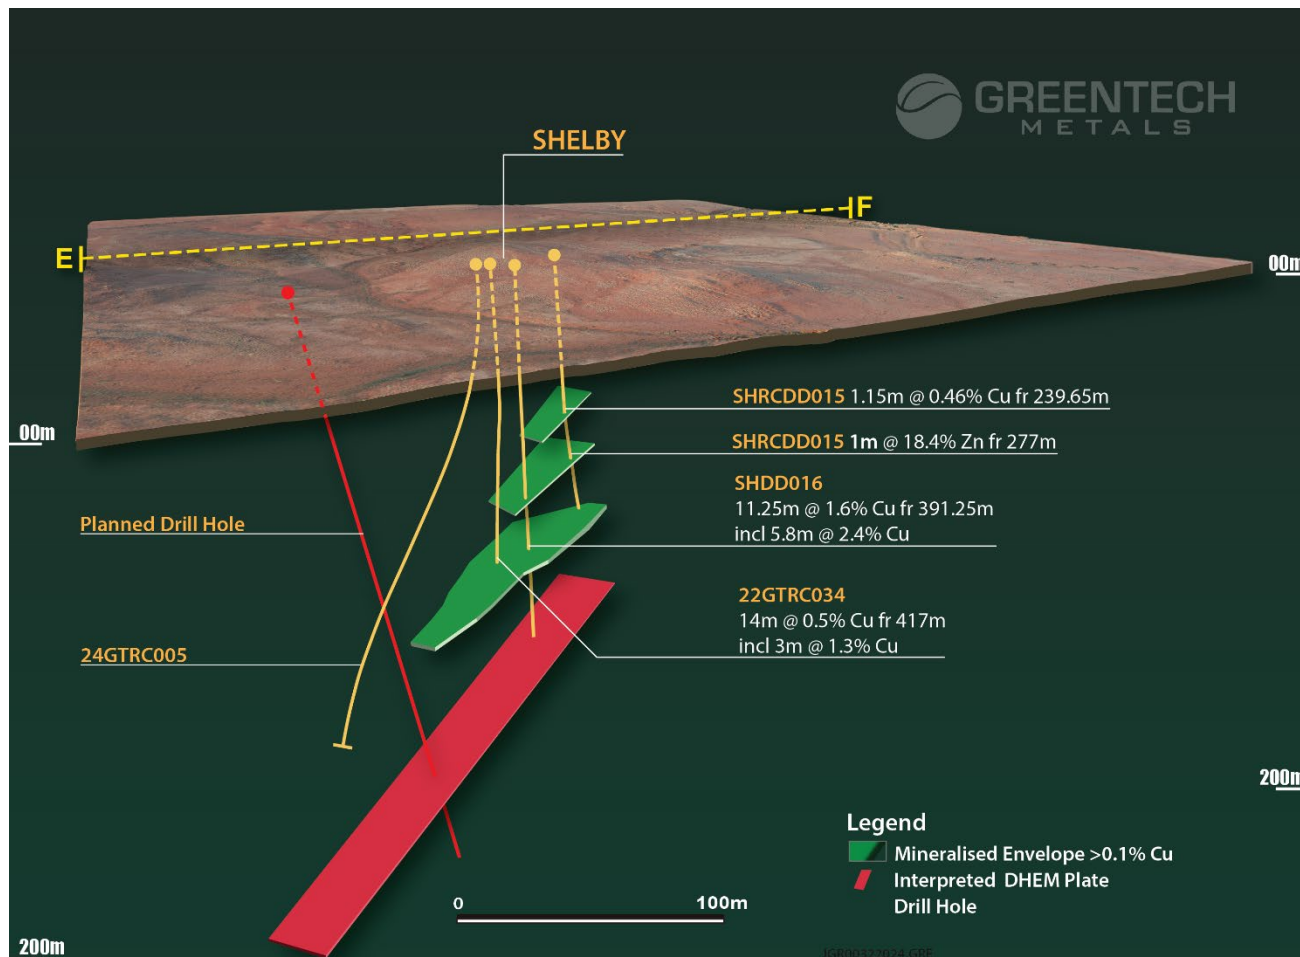 GREENTECH
METALS
SHELBY
E
F
00m
00m
SHRCDD015 1.15m @ 0.46% Cu fr 239.65m
SHRCDD015 1m @ 18.4% Zn fr 277m
SHDD016
11.25m @ 1.6% Cu fr 391.25m
incl 5.8m @ 2.4% Cu
Planned Drill Hole
22GTRC034
14m @ 0.5% Cu fr 417m
incl 3m @ 1.3% Cu
24GTRC005
200m
Legend
Mineralised Envelope >0.1% Cu
Interpreted DHEM Plate
Drill Hole
0
100m
200m